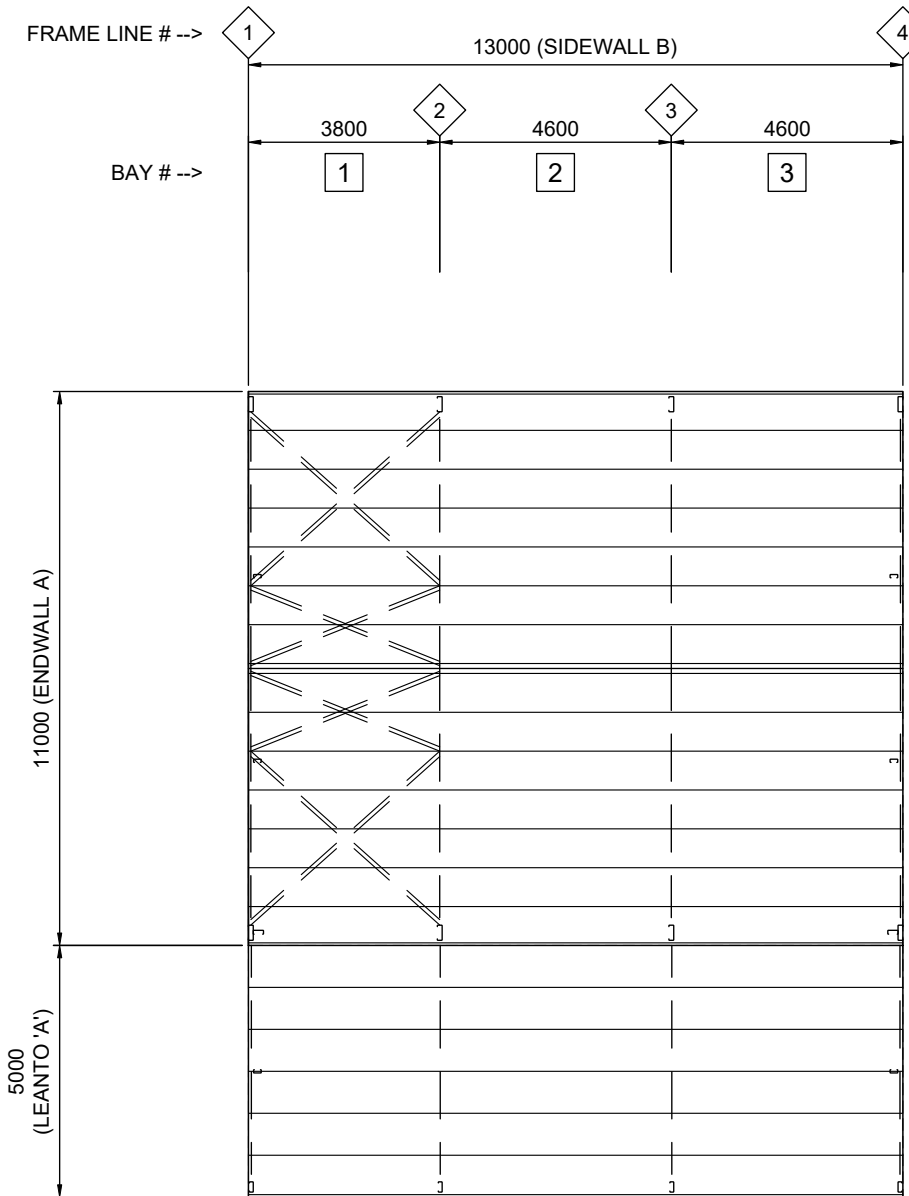 FRAME LINE # -->
1
4
13000 (SIDEWALL B)
2
3
3800
4600
4600
BAY # -->
1
2
3
11000 (ENDWALL A)
5000
(LEANTO 'A')